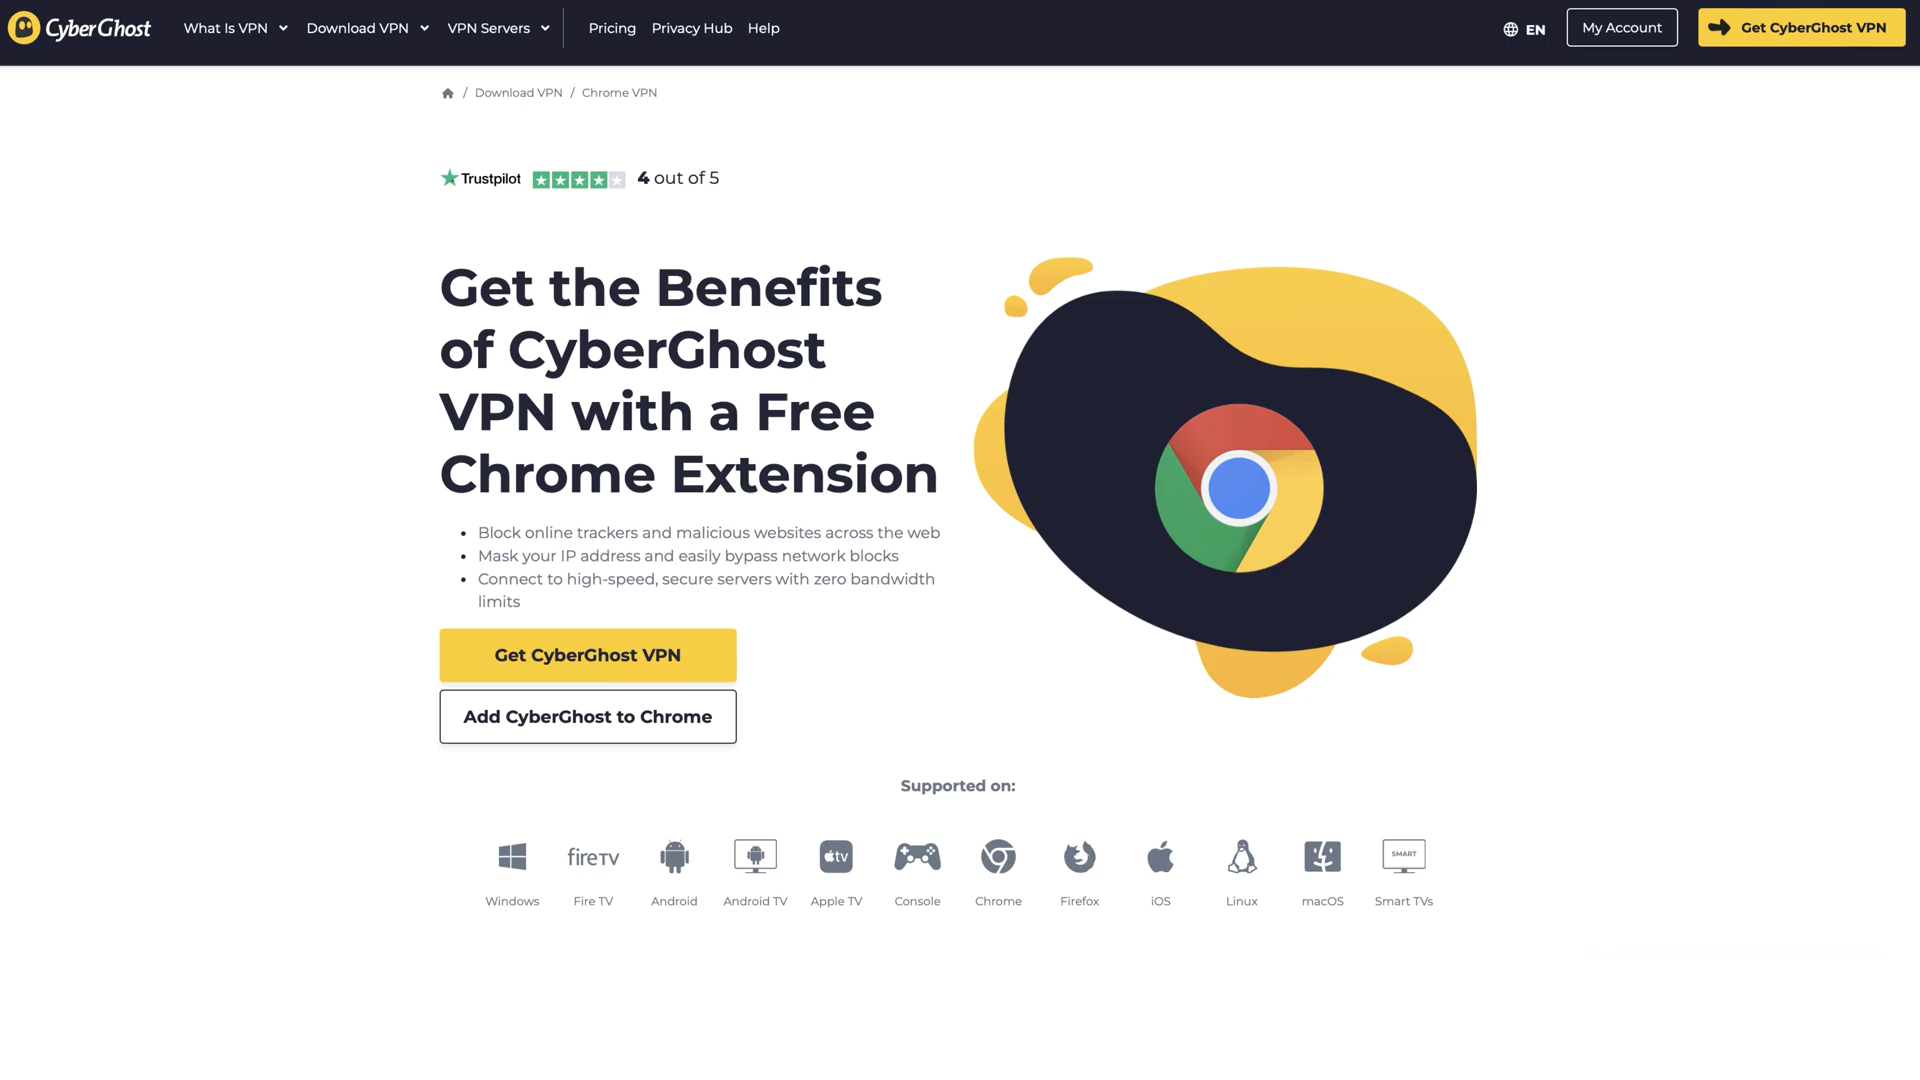 CyberGhost
What Is VPN
Download VPN
VPN Servers
Pricing
Privacy Hub
Help
EN
My Account
Get CyberGhost VPN
/ Download VPN / Chrome VPN
Trustpilot
4 out of 5
Get the Benefits
of CyberGhost
VPN with a Free
Chrome Extension
• Block online trackers and malicious websites across the web
• Mask your IP address and easily bypass network blocks
• Connect to high-speed, secure servers with zero bandwidth
limits
Get CyberGhost VPN
Add CyberGhost to Chrome
Supported on:
fireTV
tv
SMART
Windows
Fire TV
Android
Android TV
Apple TV
Console
Chrome
Firefox
iOS
Linux
macOS
Smart TVs